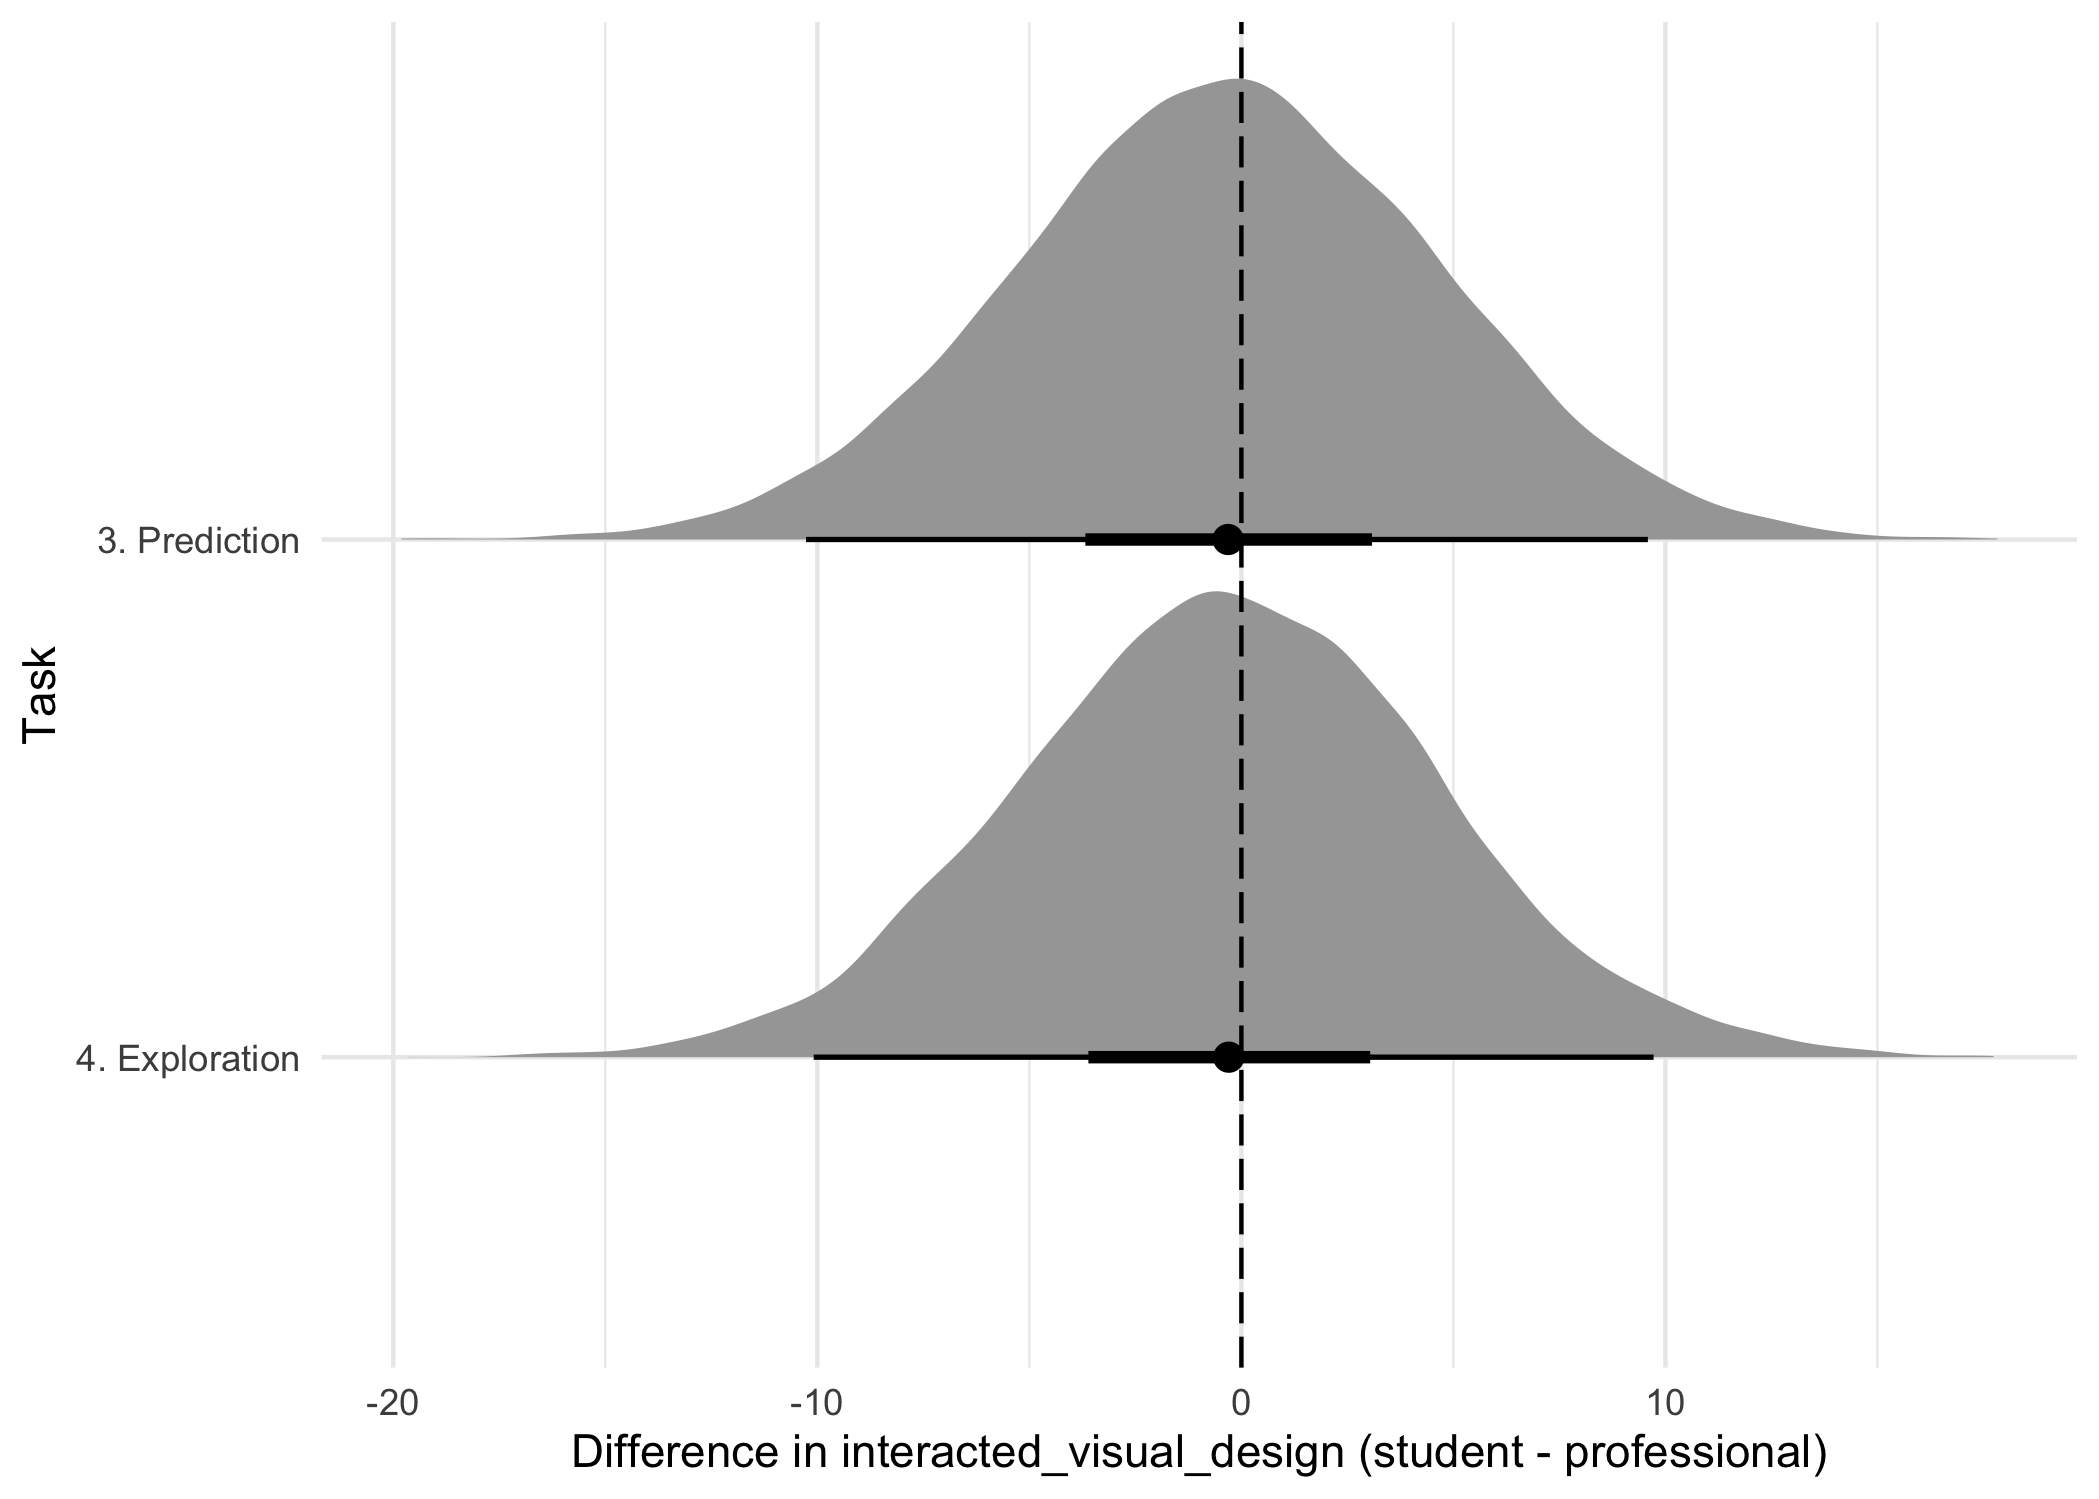 Task
3. Prediction
4. Exploration
-20 -10 0 10
Difference in interacted_visual_design (student - professional)